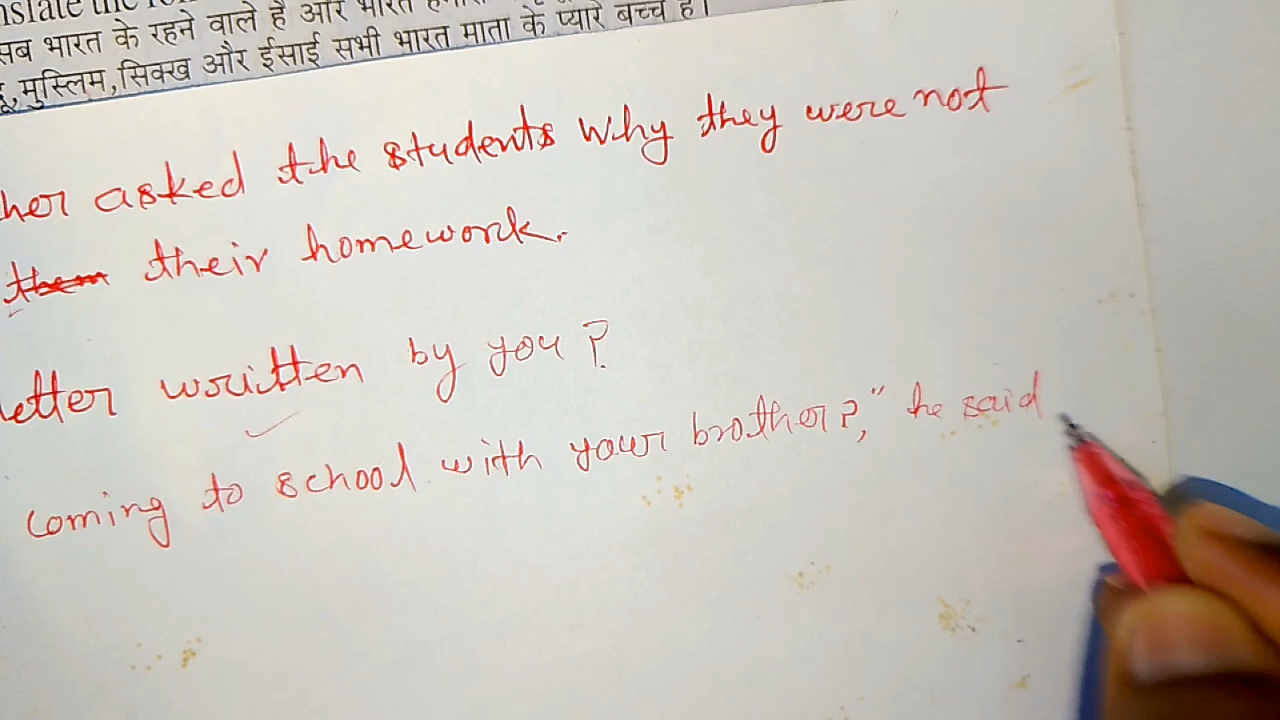 सब भारत के रहने वाले हैं और भारत
मुस्लिम, सिक्ख और ईसाई सभी भारत माता के प्यारे बच्चे हैं।
her asked the students why they were not
them their homework.
etter written by you?
coming to school with your brother?," he said